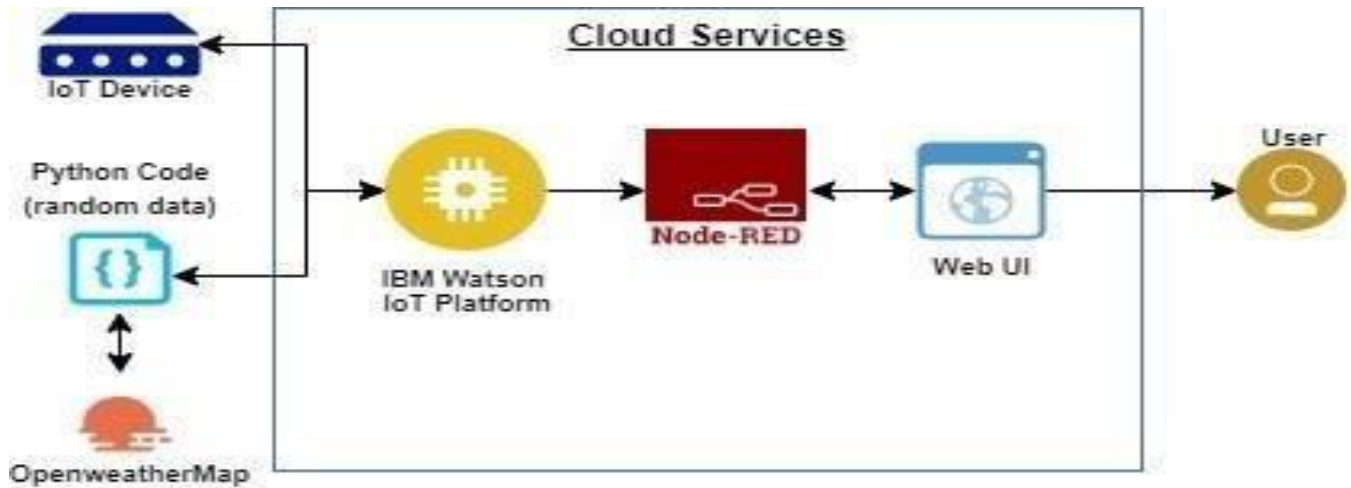 Cloud Services
IoT Device
Python Code
(random data)
{}
OpenweatherMap
IBM Watson
IoT Platform
Node-RED
Web UI
User